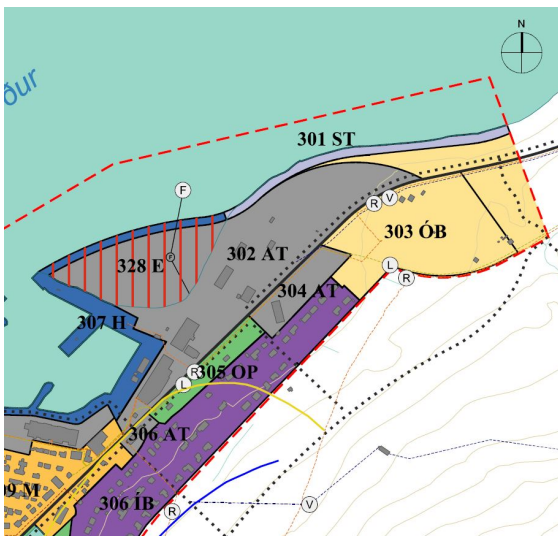 N
ður
301 ST
F
R
V
328 E
F
302 AT
303 ÓB
L
R
304 AT
307 H
R
305 OP
L
306 AT
09 M
306 ÍB
R
V